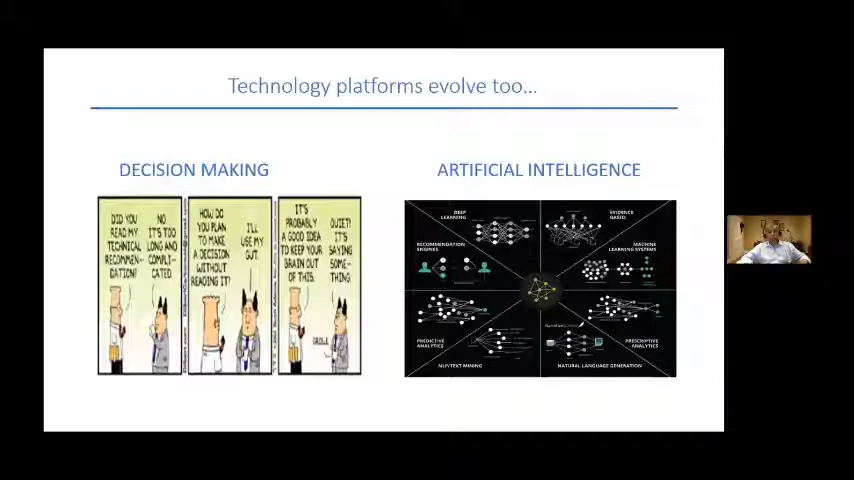 Technology platforms evolve too...
DECISION MAKING
DID YOU
READ MY
TECHNICAL
RECOMMEN-
DATION?
NO.
IT'S TOO
LONG AND
COMPLI-
CATED.
HOW DO
YOU PLAN
TO MAKE
A DECISION
WITHOUT
READING IT?
I'LL
USE MY
GUT.
IT'S
PROBABLY
A GOOD IDEA
TO KEEP YOUR
BRAIN OUT
OF THIS.
QUIET!
IT'S
SAYING
SOME-
THING.
ARTIFICIAL INTELLIGENCE
DEEP
LEARNING
EVIDENCE
BASED
RECOMMENDATION
ENGINES
MACHINE
LEARNING SYSTEMS
PREDICTIVE
ANALYTICS
PRESCRIPTIVE
ANALYTICS
NLP/TEXT MINING
NATURAL LANGUAGE GENERATION